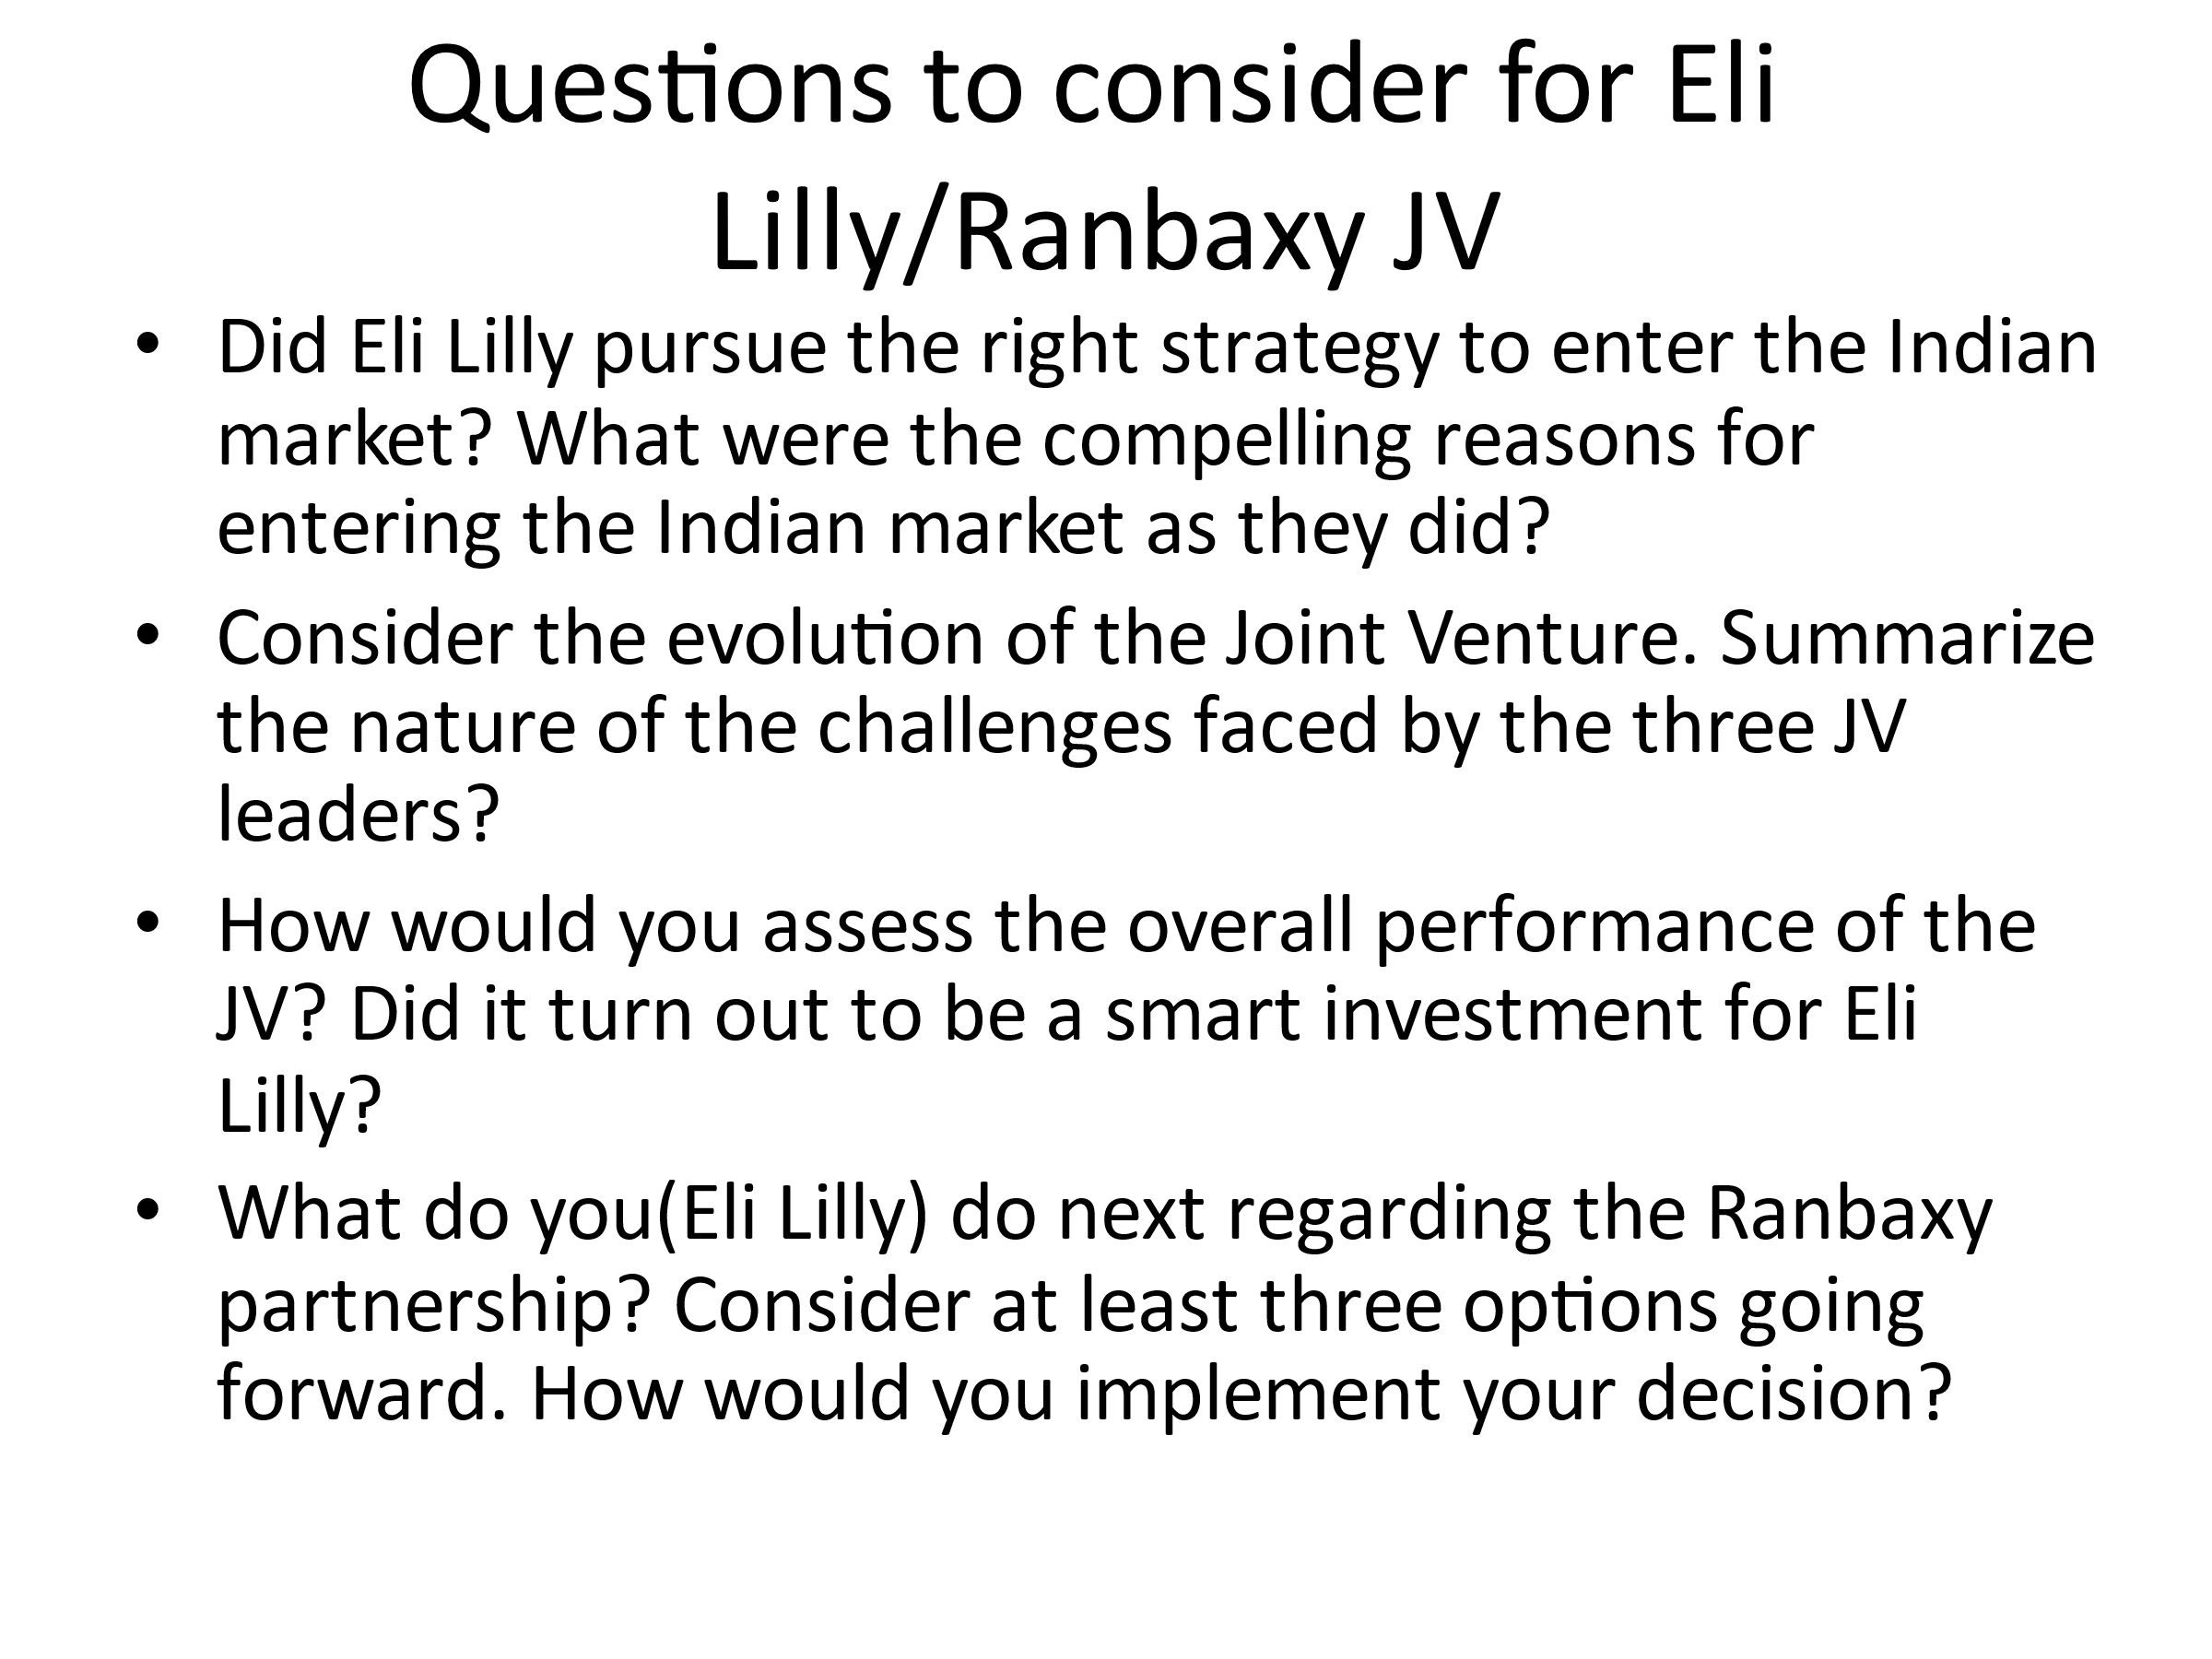 Questions to consider for Eli
Lilly/Ranbaxy JV
• Did Eli Lilly pursue the right strategy to enter the Indian
market? What were the compelling reasons for
entering the Indian market as they did?
• Consider the evolution of the Joint Venture. Summarize
the nature of the challenges faced by the three JV
leaders?
• How would you assess the overall performance of the
JV? Did it turn out to be a smart investment for Eli
Lilly?
• What do you(Eli Lilly) do next regarding the Ranbaxy
partnership? Consider at least three options going
forward. How would you implement your decision?